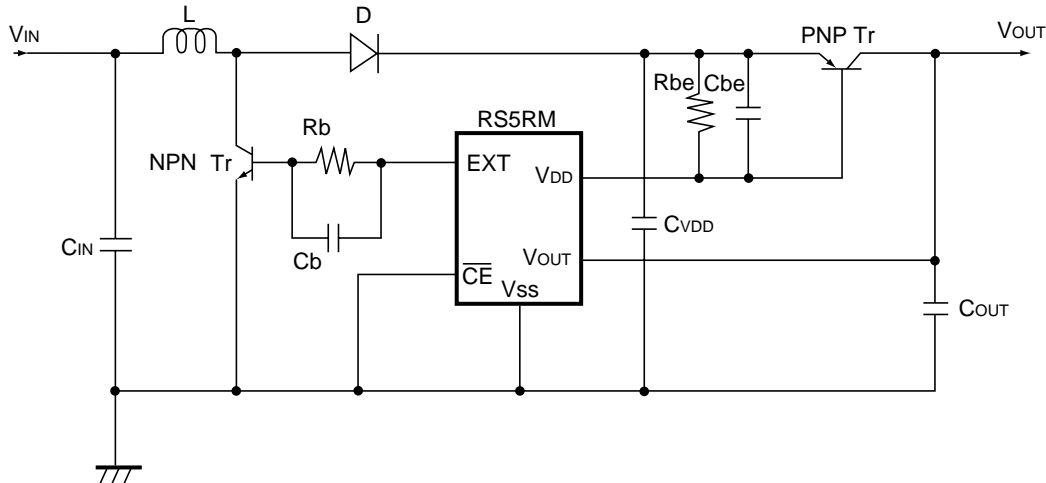 L
D
VIN
PNP Tr
VOUT
Rbe
Cbe
RS5RM
Rb
NPN Tr
EXT
VDD
CVDD
CIN
Cb
VOUT
CE
Vss
COUT